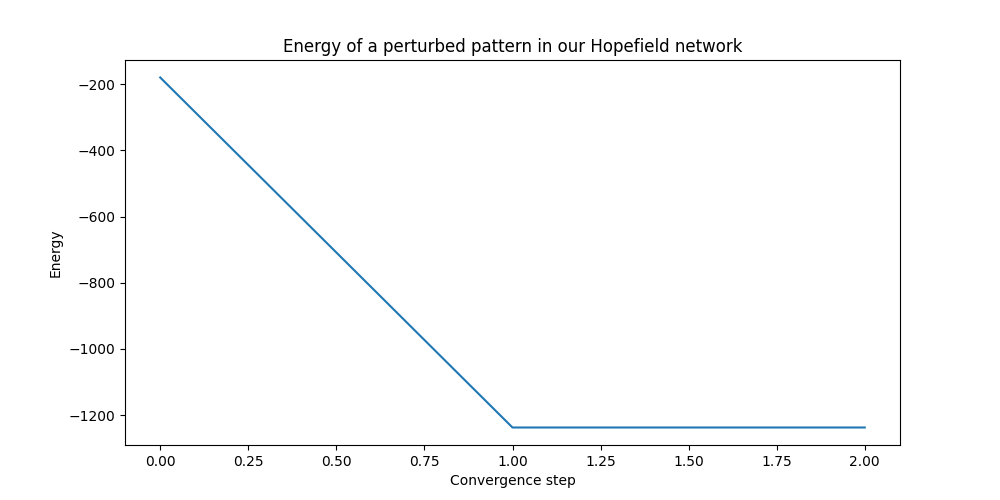 Energy of a perturbed pattern in our Hopefield network
−200
−400
−600
−800
−1000
−1200
Energy
0.00 0.25 0.50 0.75 1.00 1.25 1.50 1.75 2.00
Convergence step